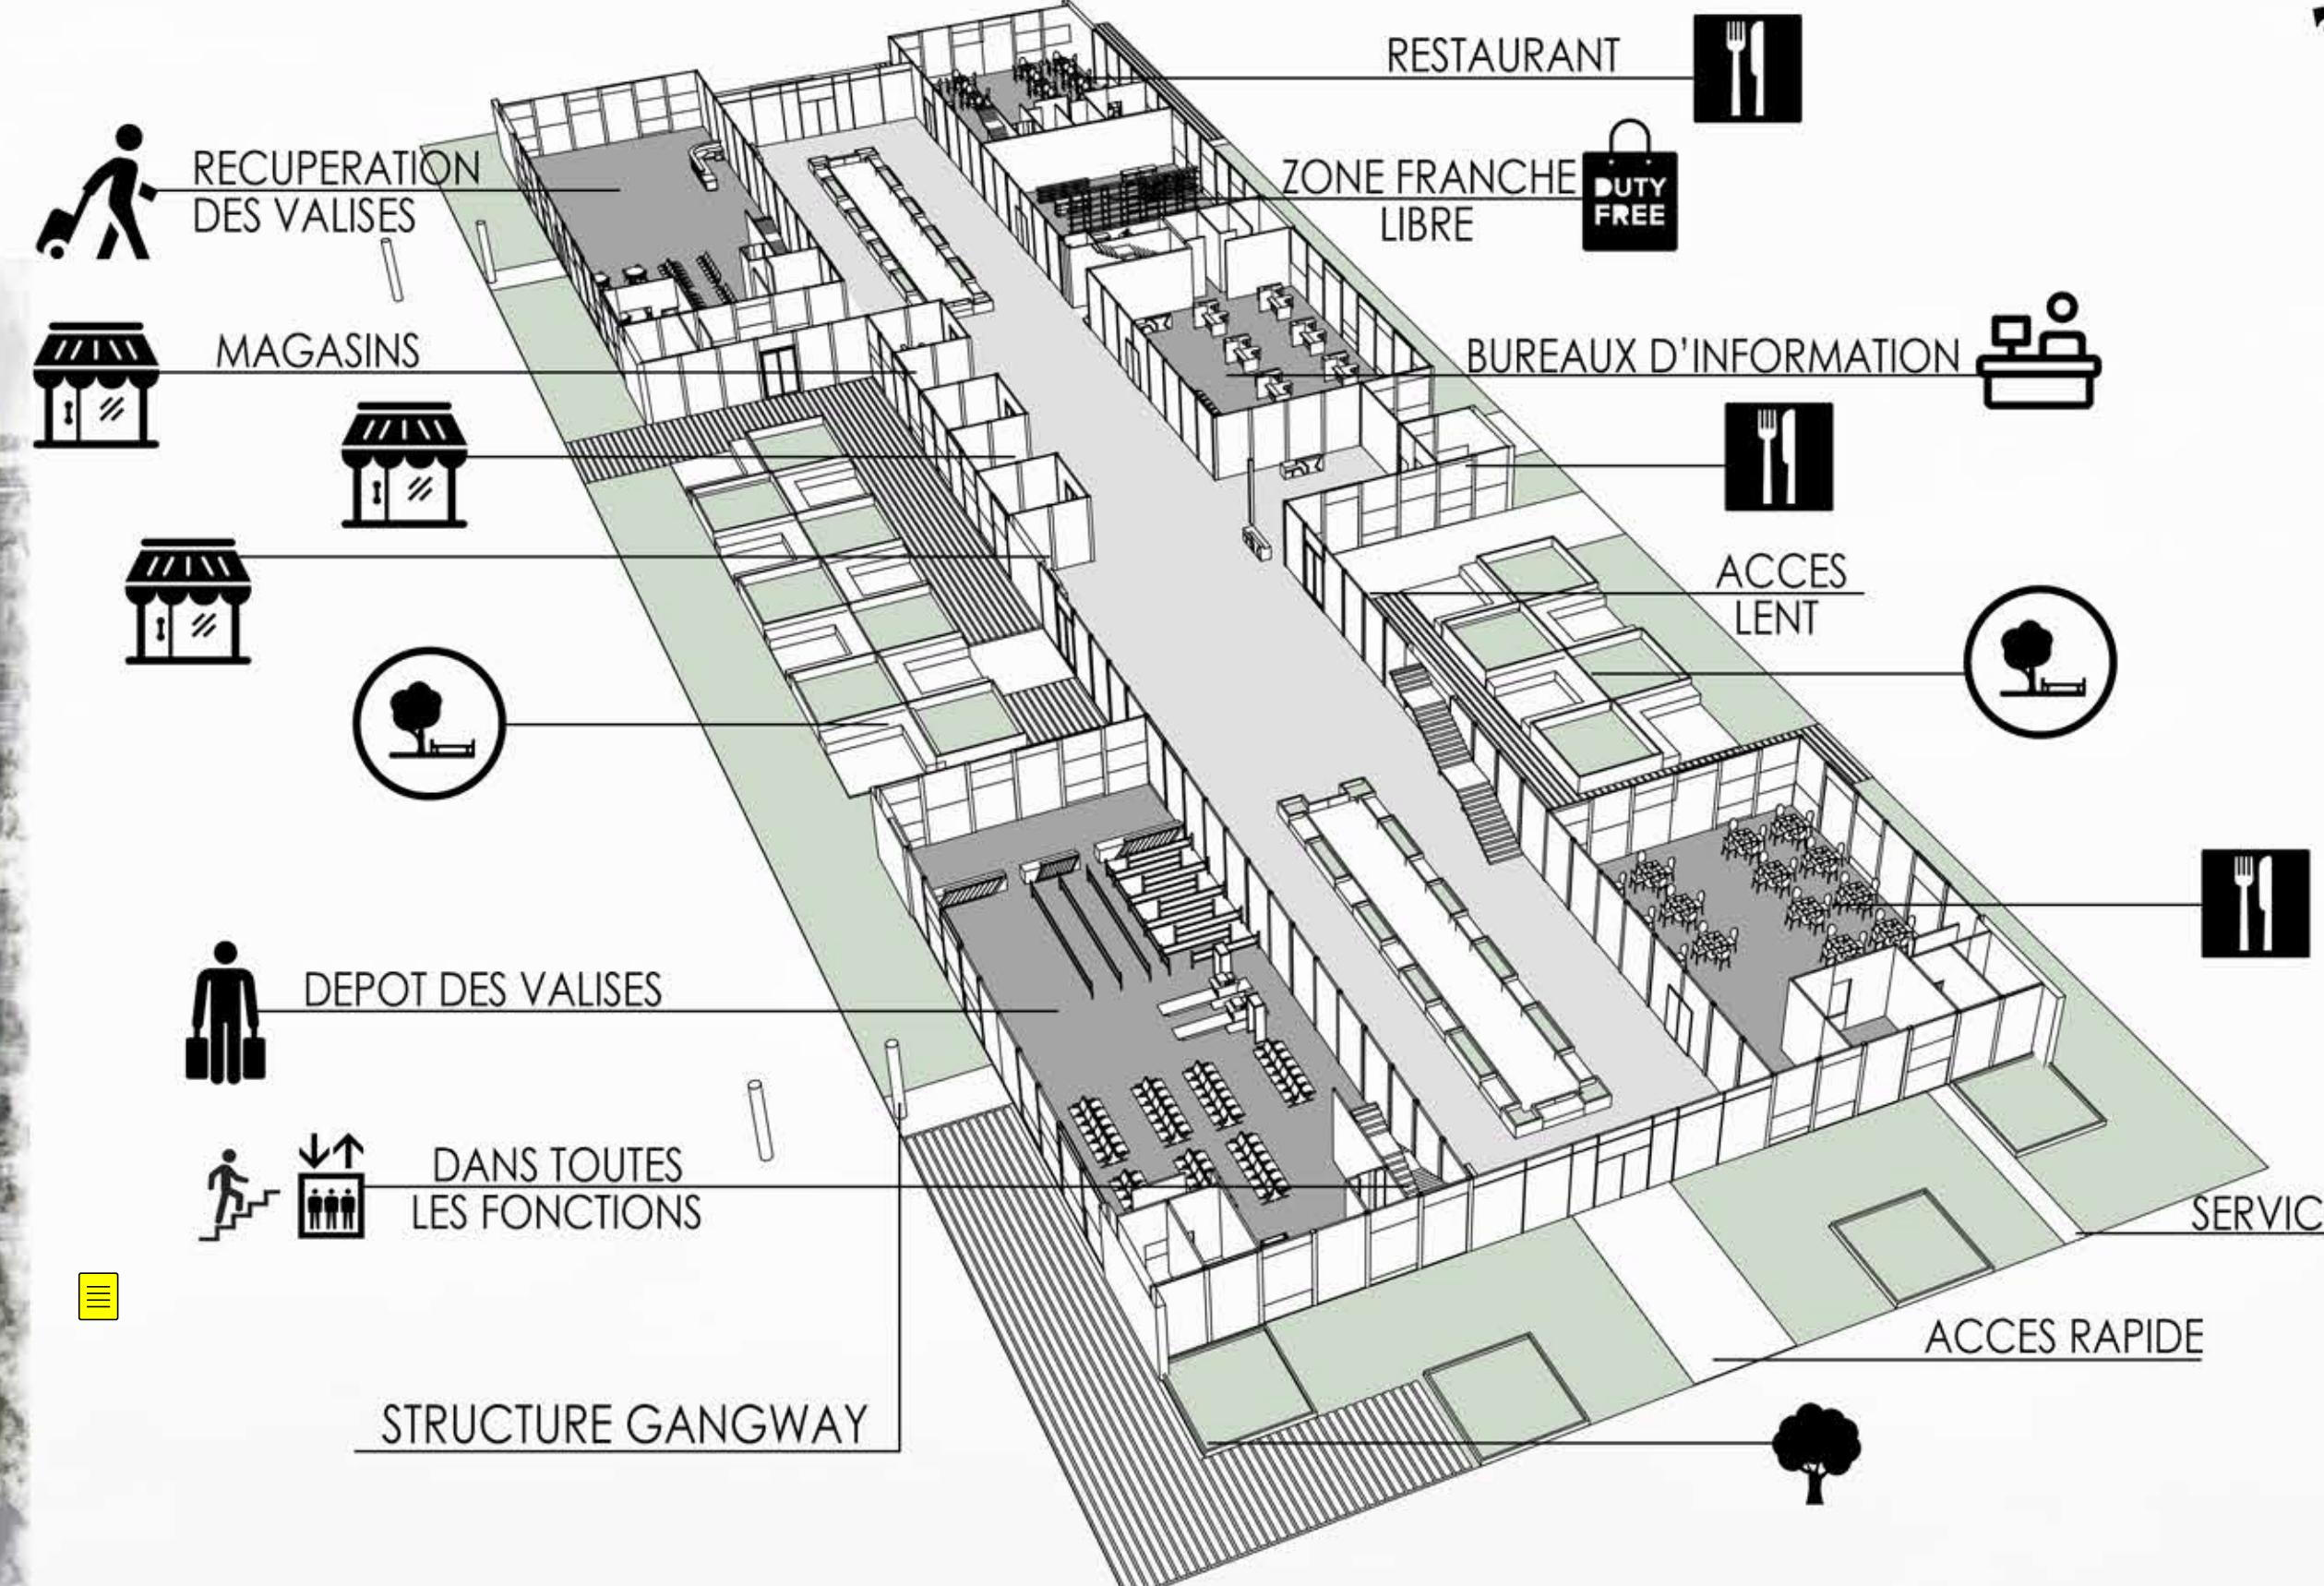 RESTAURANT
ZONE FRANCHE
LIBRE
DUTY
FREE
RECUPERATION
DES VALISES
MAGASINS
BUREAUX D'INFORMATION
ACCES
LENT
DEPOT DES VALISES
DANS TOUTES
LES FONCTIONS
SERVIC
ACCES RAPIDE
STRUCTURE GANGWAY